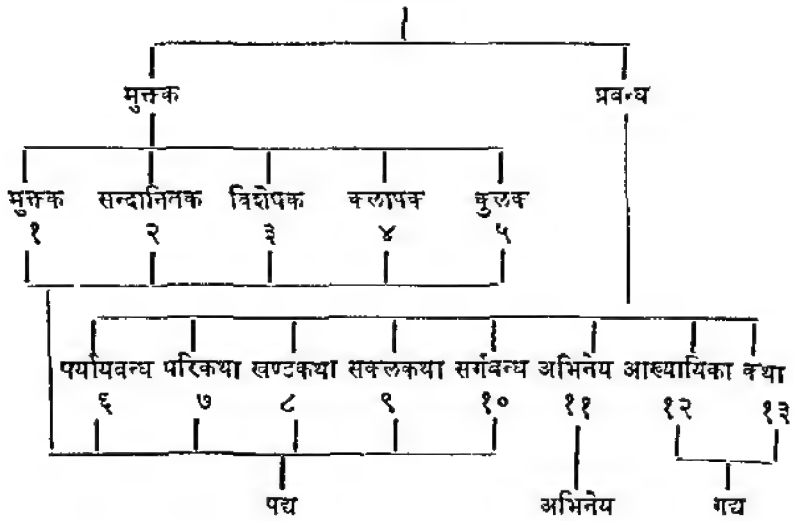 मुक्तक प्रबन्ध
मुक्तक सन्दानितक विशेषक कलापक कुलक
१ २ ३ ४ ५
पर्यायबन्ध परिकथा खण्डकथा सकलकथा सर्गबन्ध अभिनेय आख्यायिका कथा
६ ७ ८ ९ १० ११ १२ १३
पद्य अभिनेय गद्य